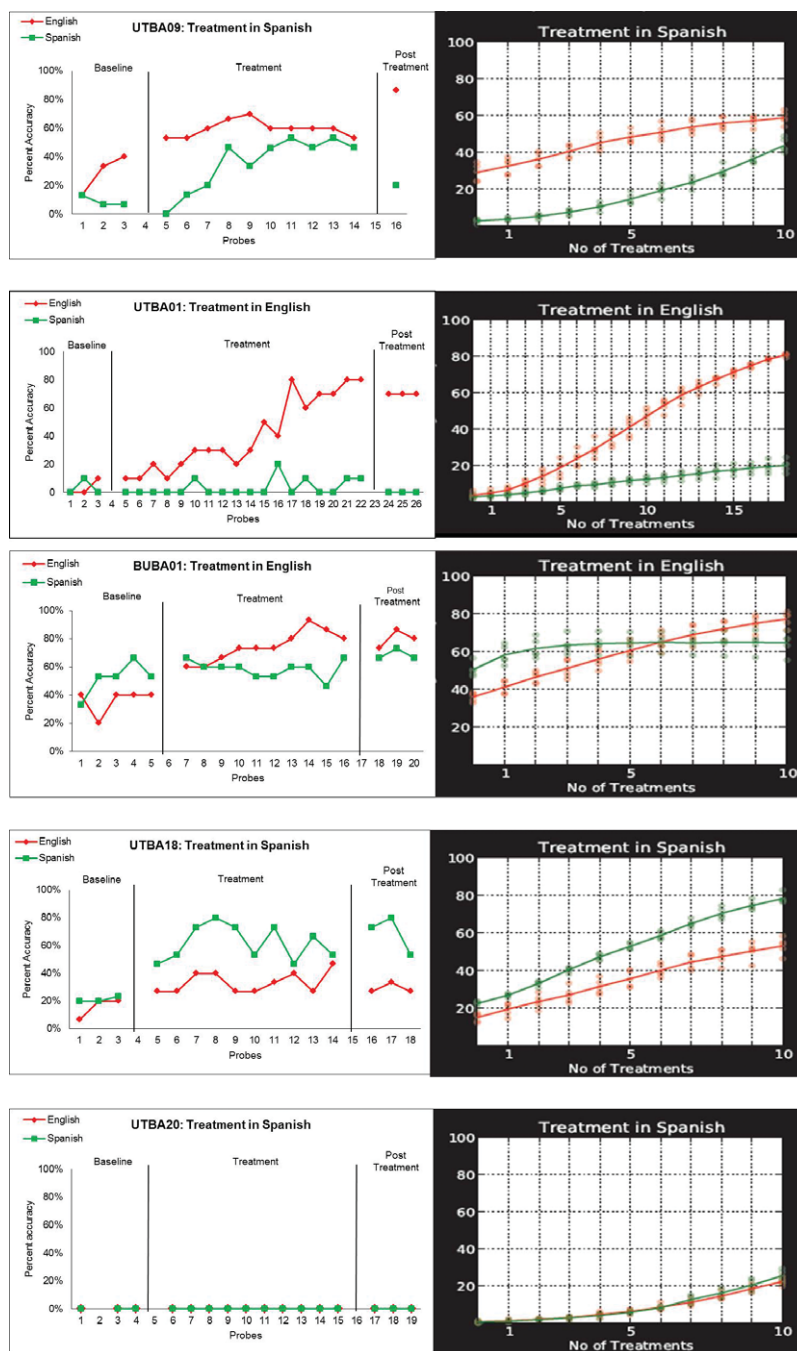 English
Spanish
UTBA09: Treatment in Spanish
Baseline
Treatment
Post
Treatment
100%
80%
60%
40%
20%
0%
Percent Accuracy
1 2 3 4 5 6 7 8 9 10 11 12 13 14 15 16
Probes
Treatment in Spanish
100
80
60
40
20
1 5 10
No of Treatments
English
Spanish
UTBA01: Treatment in English
Baseline
Treatment
Post
Treatment
100
80
60
40
20
0
Percent Accuracy
1 2 3 4 5 6 7 8 9 10 11 12 13 14 15 16 17 18 19 20 21 22 23 24 25 26
Probes
Treatment in English
100
80
60
40
20
1 5 10 15
No of Treatments
English
Spanish
BUBA01: Treatment in English
Baseline
Treatment
Post
Treatment
100%
80%
60%
40%
20%
0%
Percent Accuracy
1 2 3 4 5 6 7 8 9 10 11 12 13 14 15 16 17 18 19 20
Probes
Treatment in English
100
80
60
40
20
1 5 10
No of Treatments
English
Spanish
UTBA18: Treatment in Spanish
Baseline
Treatment
Post
Treatment
100%
80%
60%
40%
20%
0%
Percent Accuracy
1 2 3 4 5 6 7 8 9 10 11 12 13 14 15 16 17 18
Probes
Treatment in Spanish
100
80
60
40
20
1 5 10
No of Treatments
English
Spanish
UTBA20: Treatment in Spanish
Baseline
Treatment
Post
Treatment
100%
80%
60%
40%
20%
0%
Percent accuracy
1 2 3 4 5 6 7 8 9 10 11 12 13 14 15 16 17 18 19
Probes
Treatment in Spanish
100
80
60
40
20
1 5 10
No of Treatments